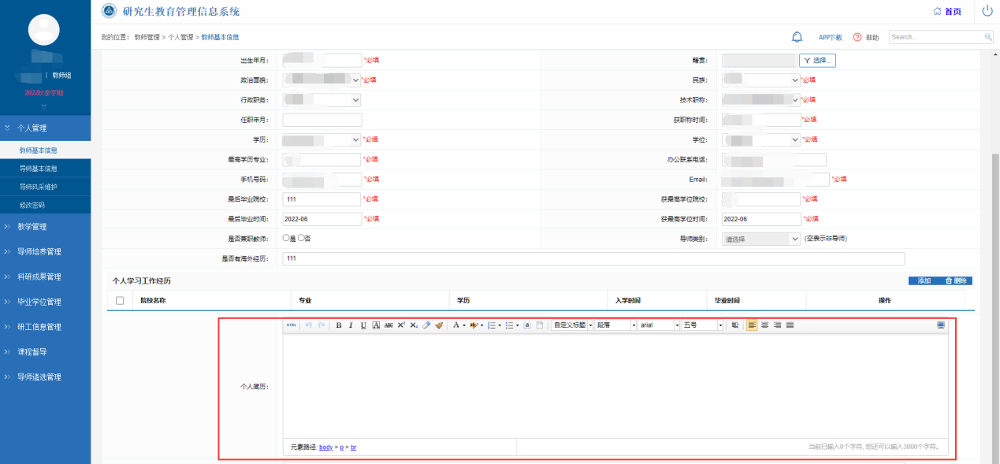 研究生教育管理信息系统
首页
我的位置: 教师管理 > 个人管理 > 教师基本信息
APP下载
帮助
Search...
教师组
2022秋季学期
个人管理
教师基本信息
导师基本信息
导师风采维护
修改密码
教学管理
导师培养管理
科研成果管理
毕业学位管理
研工信息管理
课程督导
导师遴选管理
出生年月: *必填 籍贯: 选择...
政治面貌: *必填 民族: *必填
行政职务: 技术职称: *必填
任职年月: 获职称时间: *必填
学历: *必填 学位: *必填
最高学历专业: *必填 办公联系电话:
手机号码: *必填 Email: *必填
最后毕业院校: 111 *必填 获最高学位院校: *必填
最后毕业时间: 2022-06 *必填 获最高学位时间: 2022-06 *必填
是否兼职教师: 是 否 导师类别: 请选择 (空表示非导师)
是否有海外经历: 111
个人学习工作经历 添加 删除
院校名称 专业 学历 入学时间 毕业时间 操作
HTML B I U A ABC X² X₂ A ab a 自定义标题 段落 arial 五号
个人简历:
元素路径: body > p > br
当前已输入0个字符, 您还可以输入3000个字符。